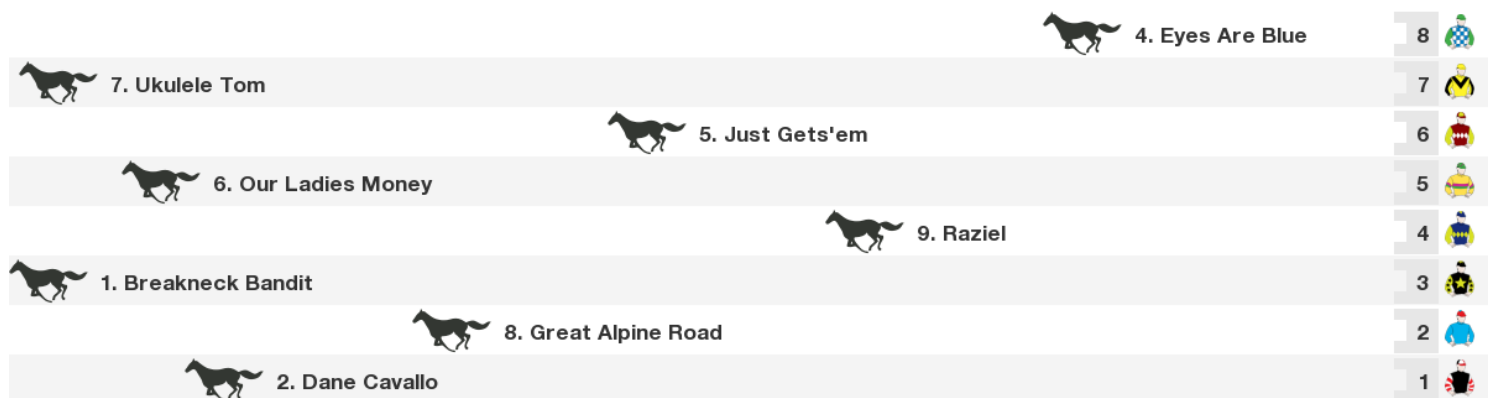 4. Eyes Are Blue 8
7. Ukulele Tom 7
5. Just Gets'em 6
6. Our Ladies Money 5
9. Raziel 4
1. Breakneck Bandit 3
8. Great Alpine Road 2
2. Dane Cavallo 1